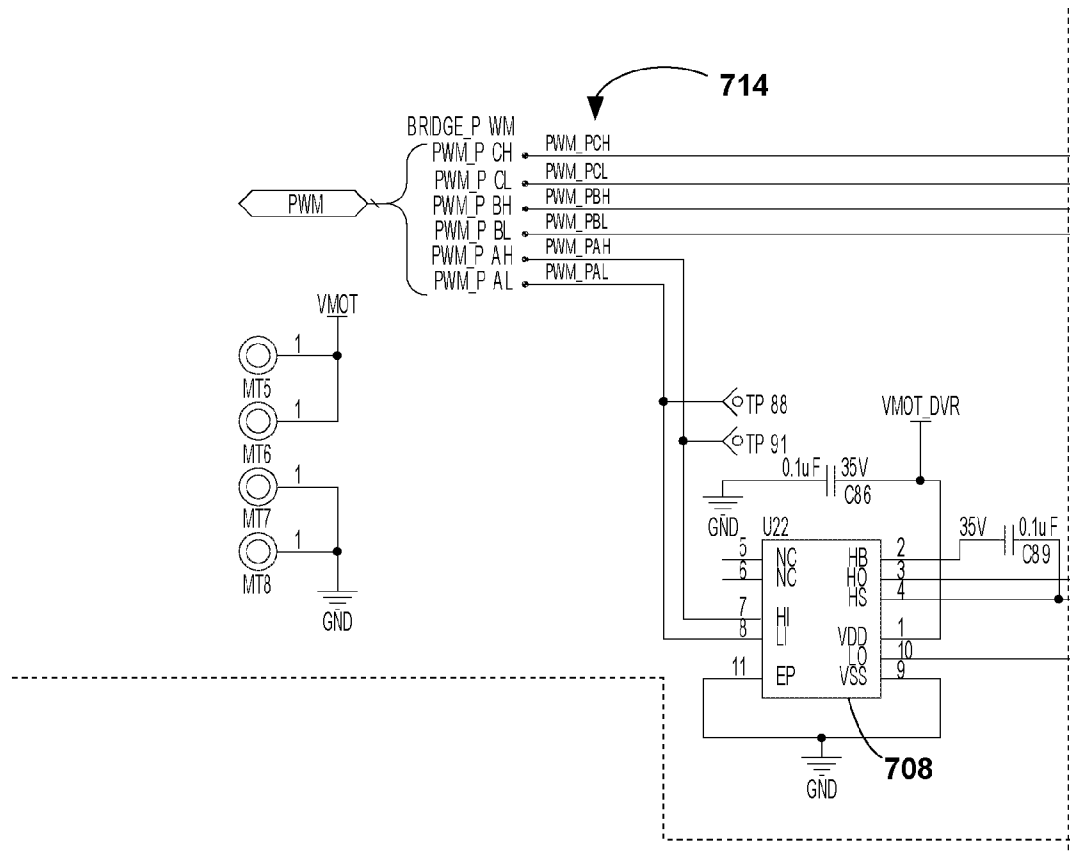 714
BRIDGE_P WM
PWM_P CH PWM_PCH
PWM_P CL PWM_PCL
PWM
PWM_P BH PWM_PBH
PWM_P BL PWM_PBL
PWM_P AH PWM_PAH
PWM_P AL PWM_PAL
VMOT
1
MT5
1
MT6
1
MT7
1
MT8
GND
TP 88
TP 91
VMOT_DVR
0.1uF 35V
C86
GND
U22
35V 0.1uF
C89
5 NC HB 2
6 NC HO 3
HS 4
7 HI
8 LI VDD 1
LO 10
11 EP VSS 9
GND
708